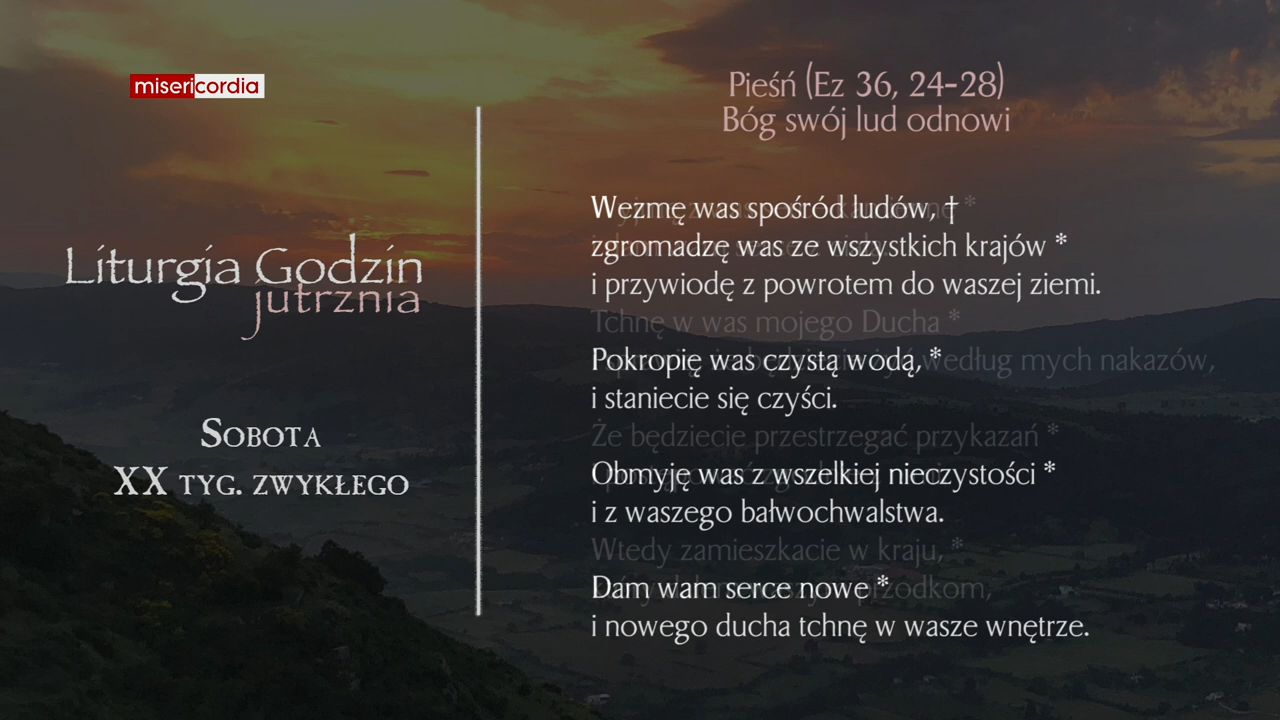 misericordia
Liturgia Godzin
jutrznia
Sobota
XX tyg. zwykłego
Pieśń (Ez 36, 24-28)
Bóg swój lud odnowi
Wezmę was spośród ludów, †
zgromadzę was ze wszystkich krajów *
i przywiodę z powrotem do waszej ziemi.
Tchnę w was mojego Ducha *
Pokropię was czystą wodą, *
według mych nakazów,
i staniecie się czyści.
Że będziecie przestrzegać przykazań *
Obmyję was z wszelkiej nieczystości *
i z waszego bałwochwalstwa.
Wtedy zamieszkacie w kraju, *
Dam wam serce nowe *
przodkom,
i nowego ducha tchnę w wasze wnętrze.